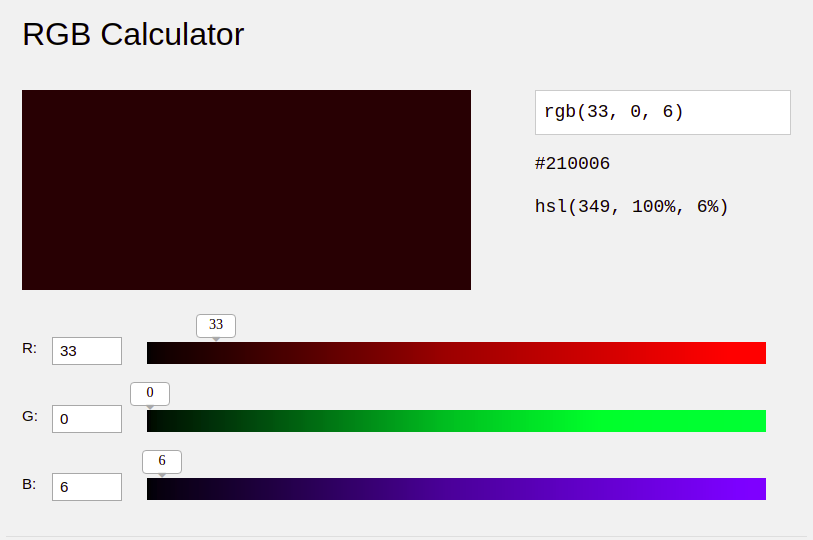 RGB Calculator
rgb(33, 0, 6)
#210006
hsl(349, 100%, 6%)
33
R: 33
0
G: 0
6
B: 6